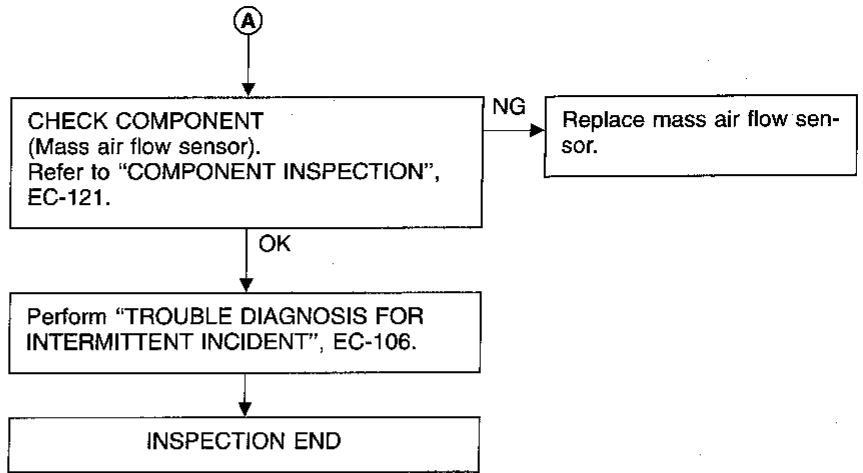 A
CHECK COMPONENT
(Mass air flow sensor).
Refer to “COMPONENT INSPECTION”,
EC-121.
NG
Replace mass air flow sen-
sor.
OK
Perform “TROUBLE DIAGNOSIS FOR
INTERMITTENT INCIDENT”, EC-106.
INSPECTION END